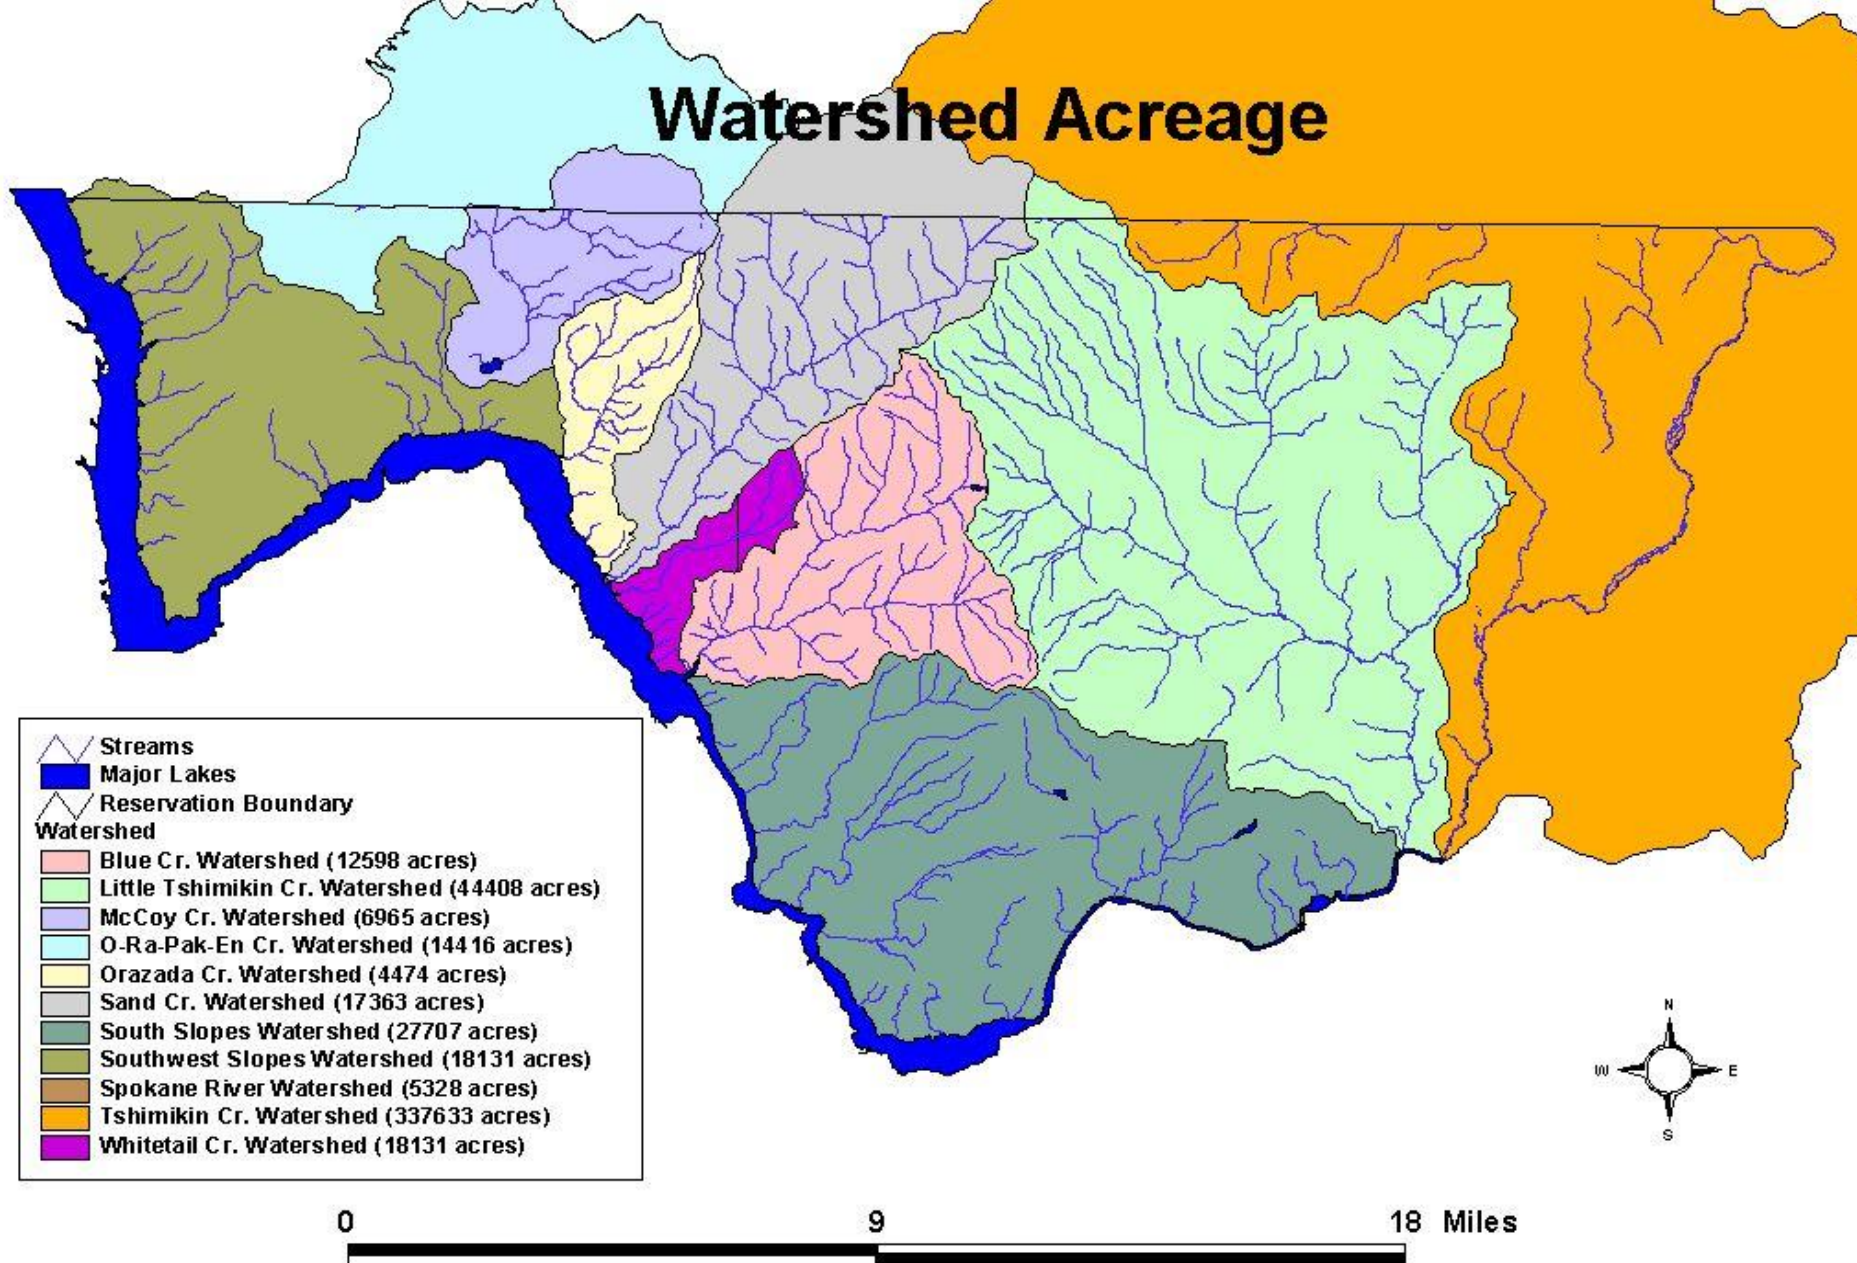 Watershed Acreage
Streams
Major Lakes
Reservation Boundary
Watershed
Blue Cr. Watershed (12598 acres)
Little Tshimikin Cr. Watershed (44408 acres)
McCoy Cr. Watershed (6965 acres)
O-Ra-Pak-En Cr. Watershed (14416 acres)
Orazada Cr. Watershed (4474 acres)
Sand Cr. Watershed (17363 acres)
South Slopes Watershed (27707 acres)
Southwest Slopes Watershed (18131 acres)
Spokane River Watershed (5328 acres)
Tshimikin Cr. Watershed (337633 acres)
Whitetail Cr. Watershed (18131 acres)
N
W E
S
0 9 18 Miles